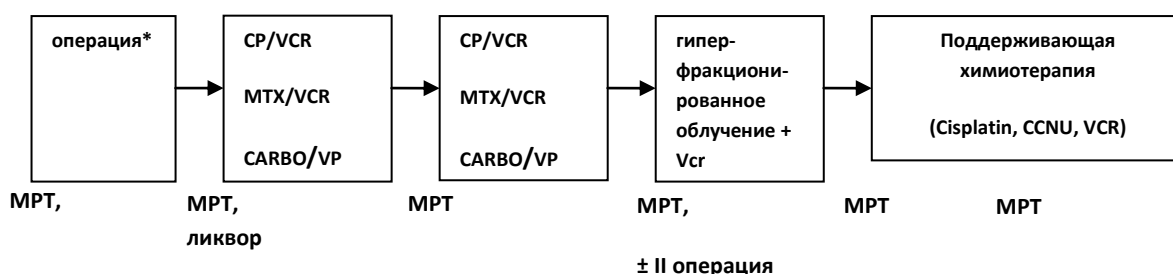 операция*
CP/VCR
MTX/VCR
CARBO/VP
CP/VCR
MTX/VCR
CARBO/VP
гипер-
фракциони-
рованное
облучение +
Vcr
Поддерживающая
химиотерапия
(Cisplatin, CCNU, VCR)
МРТ,
МРТ,
ликвор
МРТ
МРТ,
± II операция
МРТ
МРТ